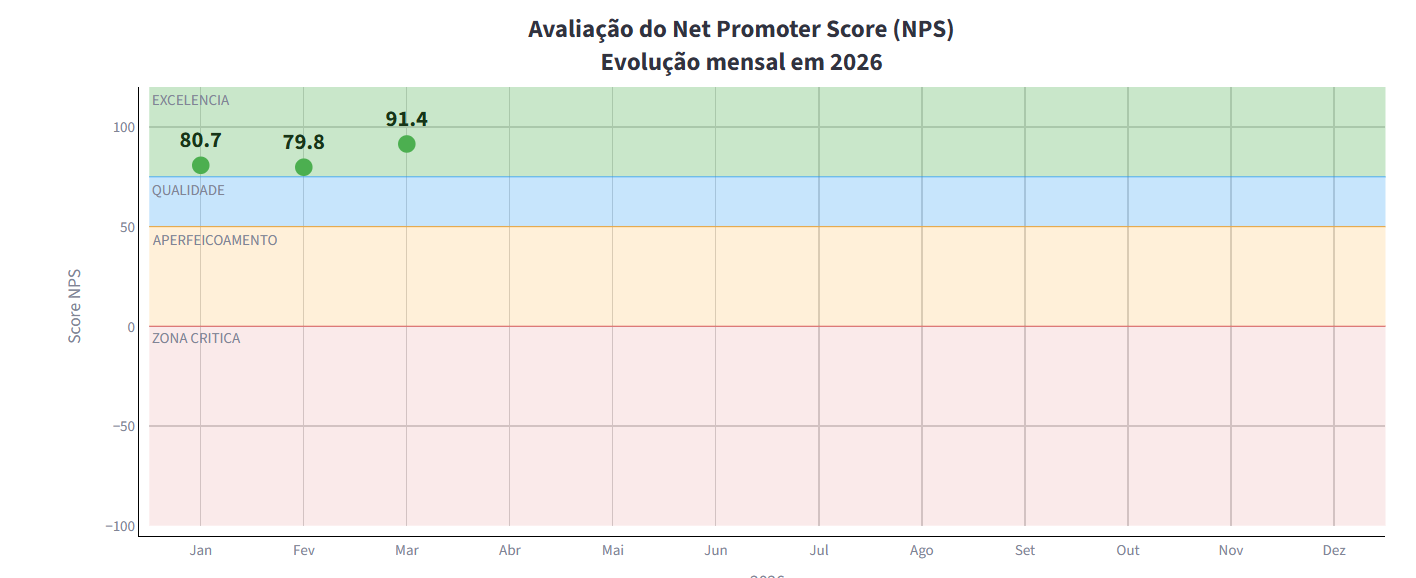 Avaliação do Net Promoter Score (NPS)
Evolução mensal em 2026
EXCELENCIA
100
91.4
80.7
79.8
QUALIDADE
50
APERFEICOAMENTO
Score NPS
0
ZONA CRITICA
−50
−100
Jan Fev Mar Abr Mai Jun Jul Ago Set Out Nov Dez